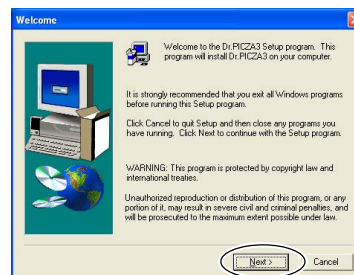 Welcome
Welcome to the Dr.PICZA3 Setup program. This
program will install Dr.PICZA3 on your computer.
It is strongly recommended that you exit all Windows programs
before running this Setup program.
Click Cancel to quit Setup and then close any programs you
have running. Click Next to continue with the Setup program.
WARNING: This program is protected by copyright law and
international treaties.
Unauthorized reproduction or distribution of this program, or any
portion of it, may result in severe civil and criminal penalties, and
will be prosecuted to the maximum extent possible under law.
Next > Cancel